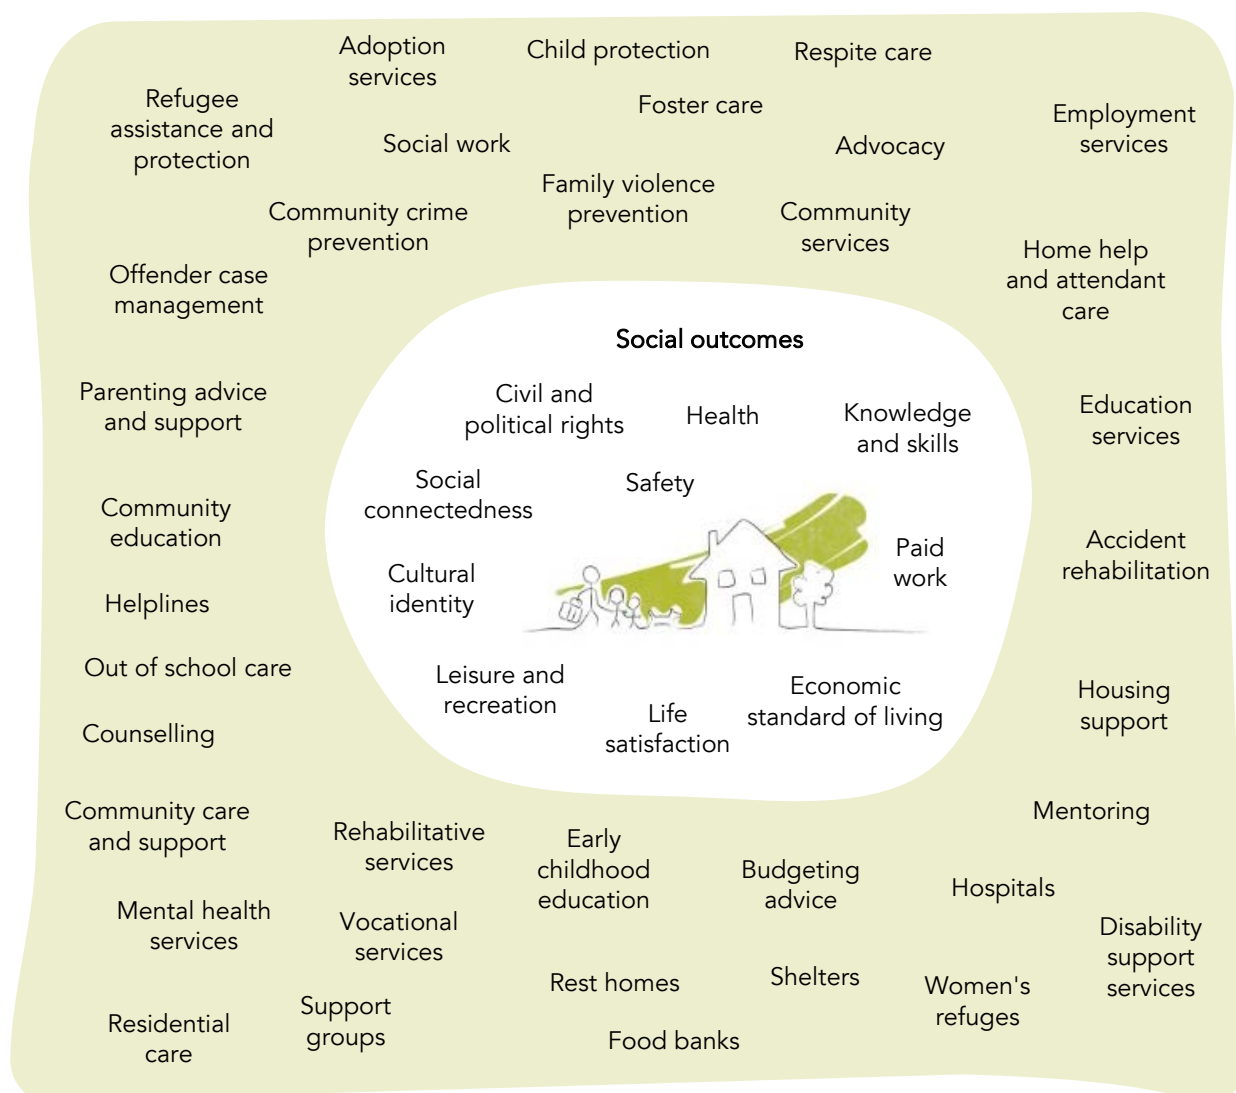 Adoption
services
Child protection
Respite care
Refugee
assistance and
protection
Foster care
Employment
services
Social work
Advocacy
Family violence
prevention
Community crime
prevention
Community
services
Home help
and attendant
care
Offender case
management
Social outcomes
Parenting advice
and support
Civil and
political rights
Health
Knowledge
and skills
Education
services
Social
connectedness
Safety
Community
education
Paid
work
Accident
rehabilitation
Cultural
identity
Helplines
Out of school care
Leisure and
recreation
Life
satisfaction
Economic
standard of living
Housing
support
Counselling
Community care
and support
Rehabilitative
services
Early
childhood
education
Budgeting
advice
Mentoring
Hospitals
Mental health
services
Vocational
services
Disability
support
services
Rest homes
Shelters
Women's
refuges
Residential
care
Support
groups
Food banks